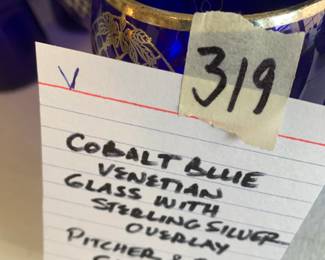 319
V
COBALT BLUE
VENETIAN
GLASS WITH
STERLING SILVER
OVERLAY
PITCHER &